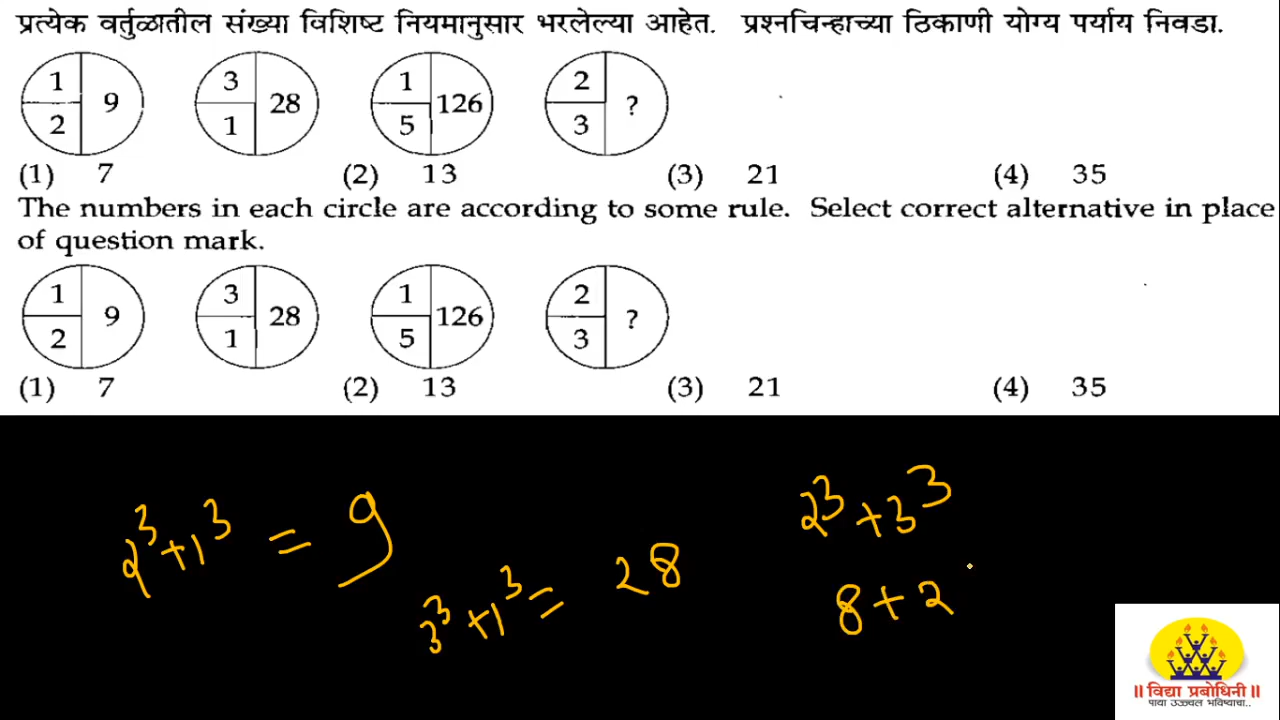 प्रत्येक वर्तुळातील संख्या विशिष्ट नियमानुसार भरलेल्या आहेत. प्रश्नचिन्हाच्या ठिकाणी योग्य पर्याय निवडा.
1 2 9 3 1 28 1 5 126 2 3 ?
(1) 7 (2) 13 (3) 21 (4) 35
The numbers in each circle are according to some rule. Select correct alternative in place
of question mark.
1 2 9 3 1 28 1 5 126 2 3 ?
(1) 7 (2) 13 (3) 21 (4) 35
2³+1³ = 9
3³+1³ = 28
2³+3³
8+2
॥ विद्या प्रबोधिनी ॥
पाया उज्ज्वल भविष्याचा..